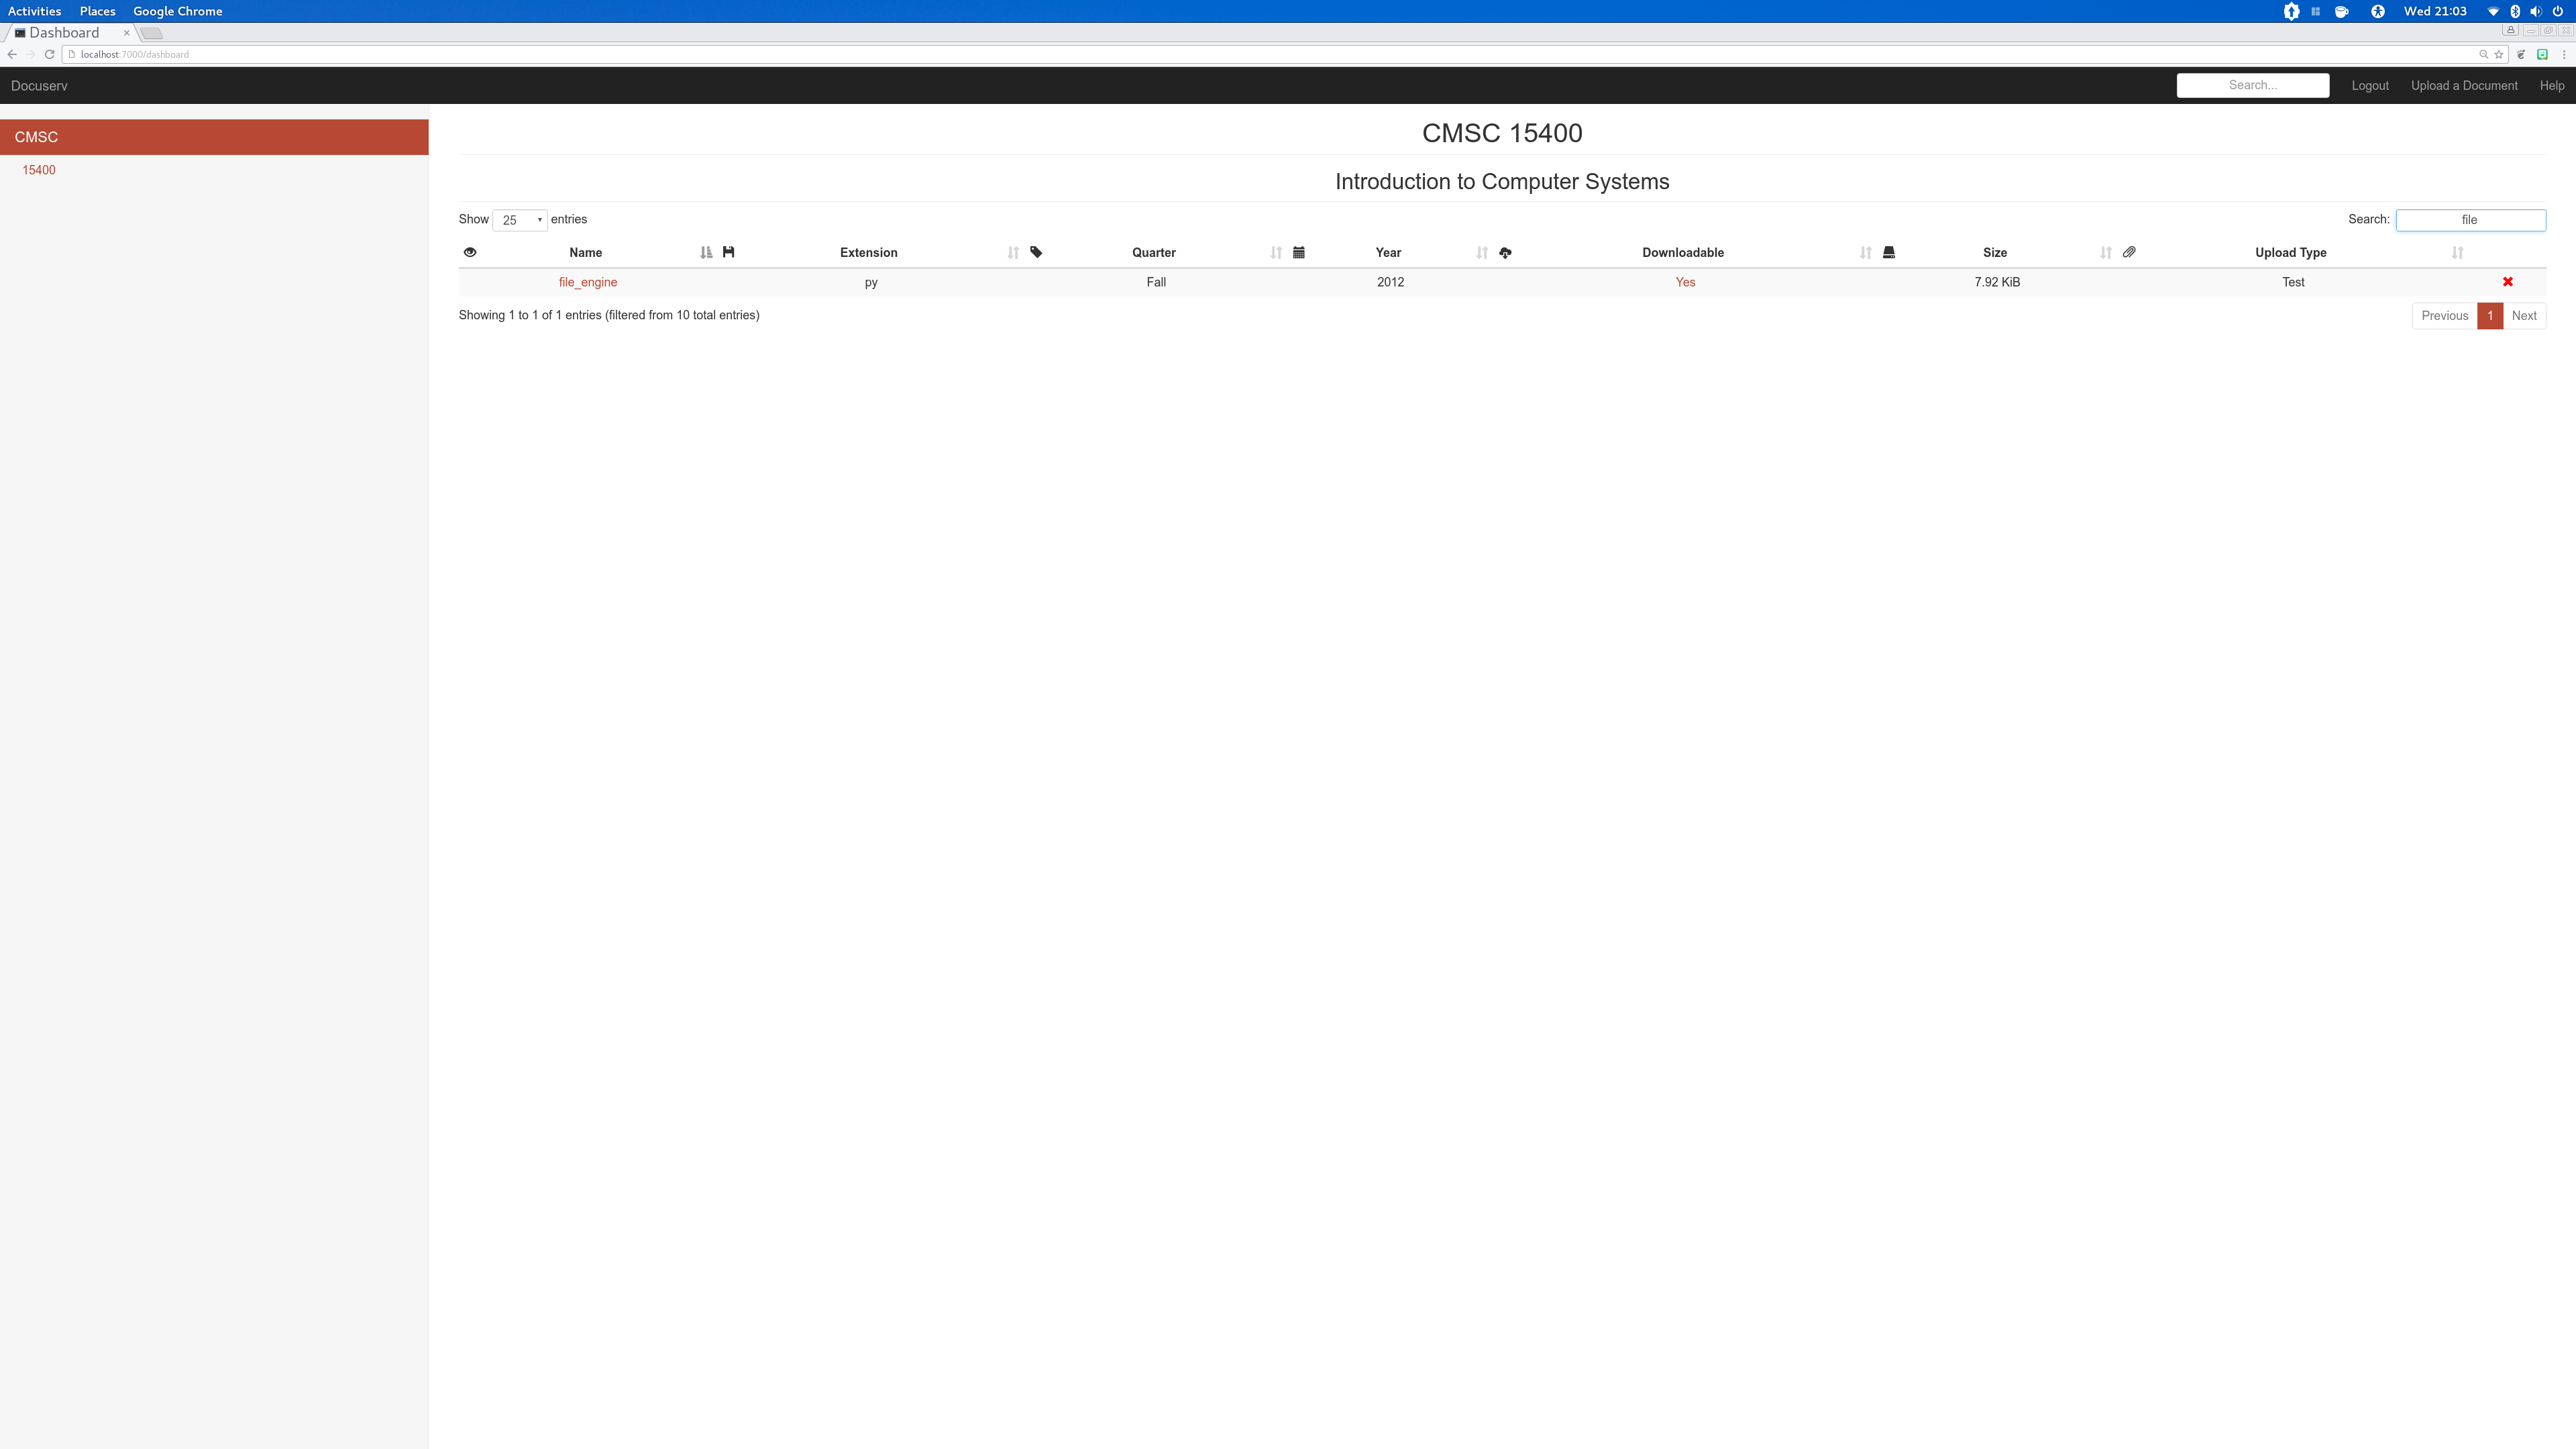 Activities Places Google Chrome Wed 21:03
Dashboard
localhost:7000/dashboard
Docuserv Search... Logout Upload a Document Help
CMSC
15400
CMSC 15400
Introduction to Computer Systems
Show 25 entries Search: file
Name Extension Quarter Year Downloadable Size Upload Type
file_engine py Fall 2012 Yes 7.92 KiB Test
Showing 1 to 1 of 1 entries (filtered from 10 total entries) Previous 1 Next